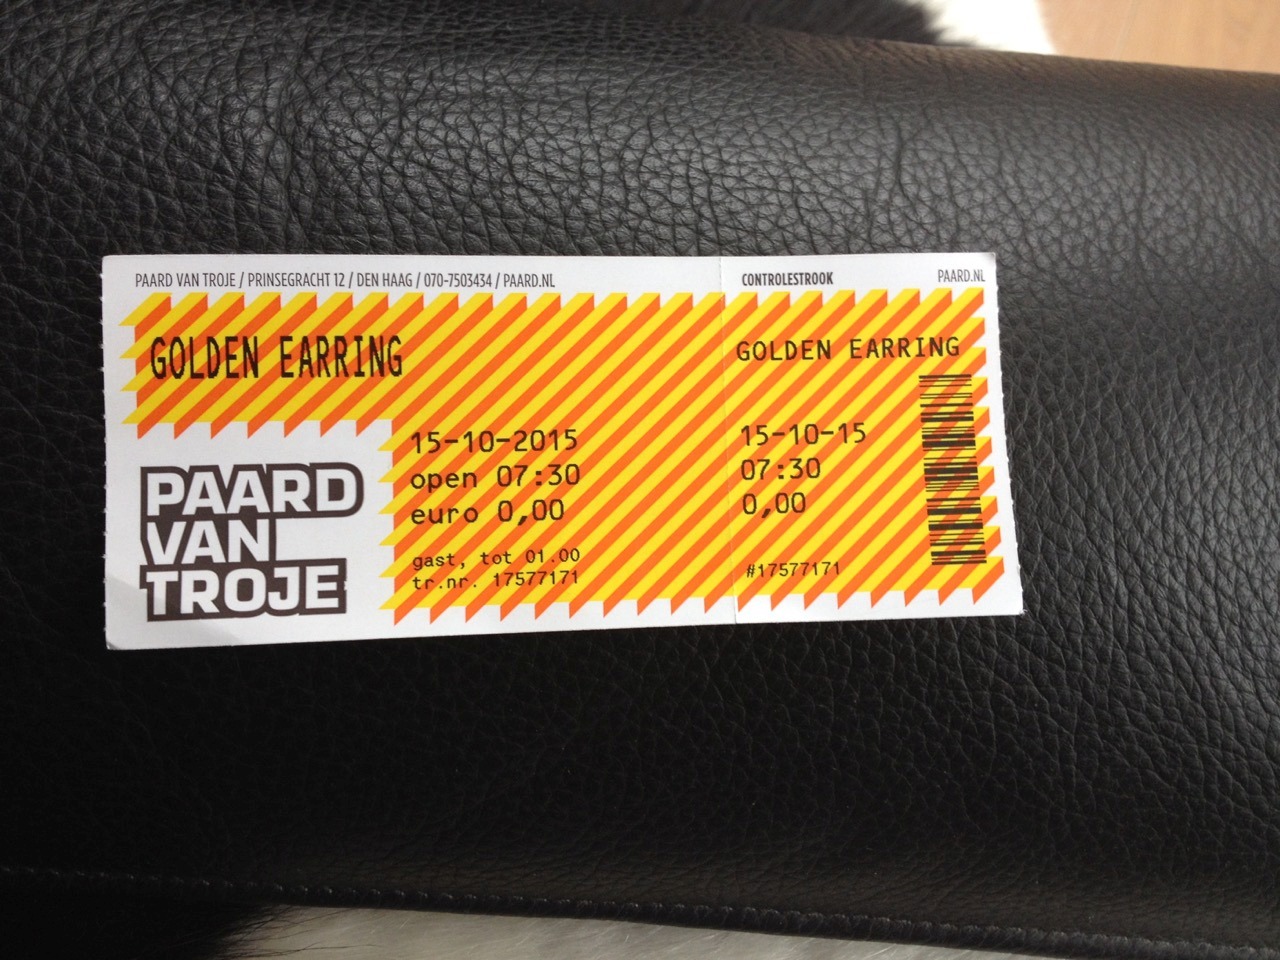 PAARD VAN TROJE / PRINSEGRACHT 12 / DEN HAAG / 070-7503434 / PAARD.NL
GOLDEN EARRING
15-10-2015
open 07:30
euro 0,00
gast, tot 01.00
tr.nr. 17577171
PAARD
VAN
TROJE
CONTROLESTROOK PAARD.NL
GOLDEN EARRING
15-10-15
07:30
0,00
#17577171